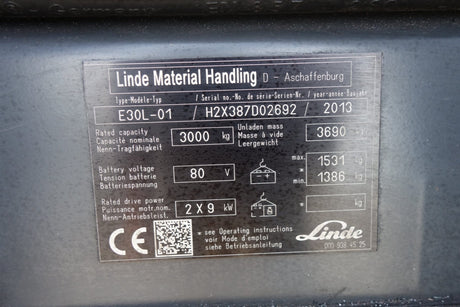 Linde Material Handling D – Aschaffenburg
Type-Modèle-Typ / Serial no.-No. de série-Serien-Nr. / year-année-Baujahr
E30L-01 / H2X387D02692 / 2013
Rated capacity
Capacité nominale
Nenn-Tragfähigkeit
3000 kg
Unladen mass
Masse à vide
Leergewicht
3690 kg
Battery voltage
Tension batterie
Batteriespannung
80 V
max. 1531 kg
min. 1386 kg
Rated drive power
Puissance motr.nom.
Nenn-Antriebsleist.
2 X 9 kW
* kg
CE
* see Operating instructions
voir Mode d'emploi
siehe Betriebsanleitung
Linde